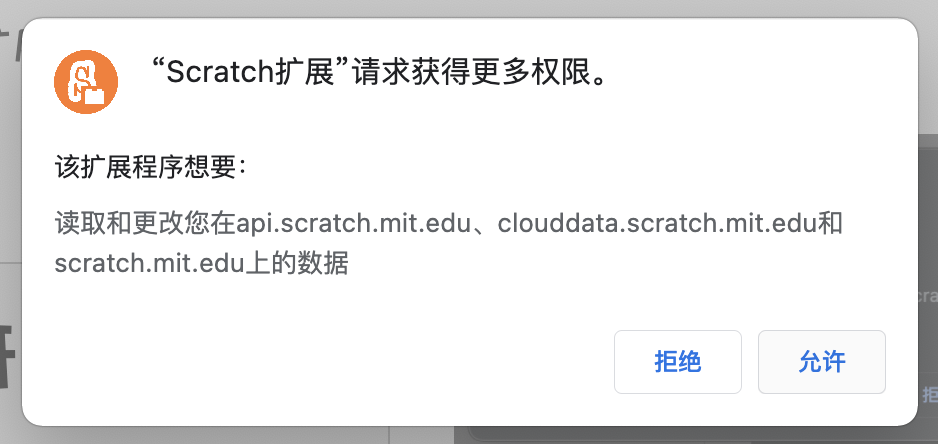 “Scratch扩展”请求获得更多权限。
该扩展程序想要：
读取和更改您在api.scratch.mit.edu、clouddata.scratch.mit.edu和
scratch.mit.edu上的数据
拒绝
允许